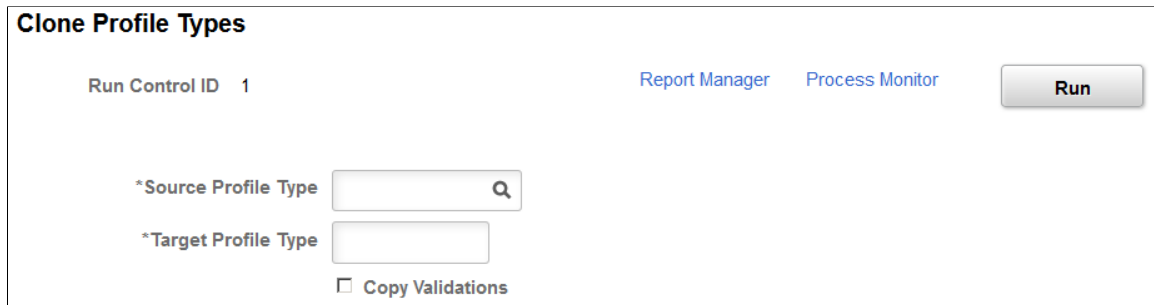 Clone Profile Types
Run Control ID 1 Report Manager Process Monitor Run
*Source Profile Type
*Target Profile Type
Copy Validations